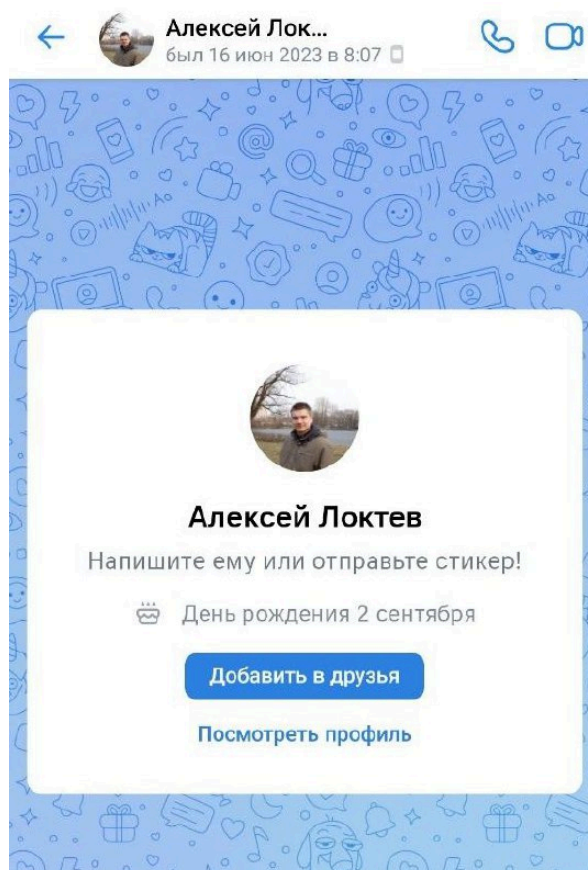 Алексей Лок...
был 16 июн 2023 в 8:07
Алексей Локтев
Напишите ему или отправьте стикер!
День рождения 2 сентября
Добавить в друзья
Посмотреть профиль